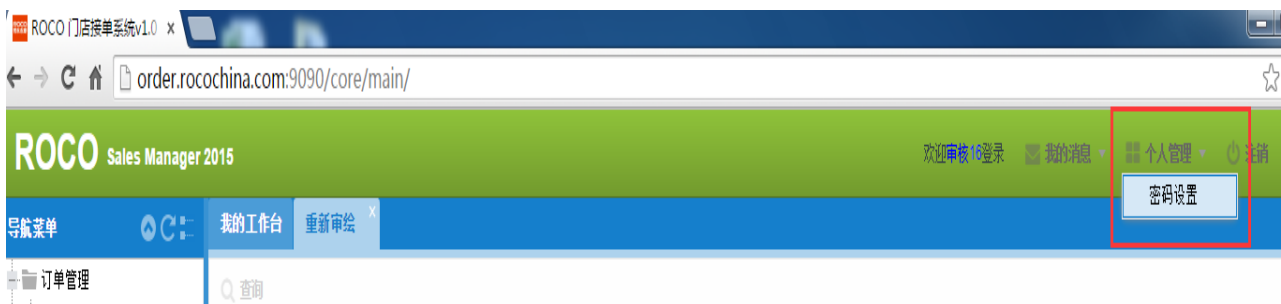 ROCO 门店接单系统v1.0 ×
order.rocochina.com:9090/core/main/
ROCO Sales Manager 2015 欢迎审核16登录 我的消息 个人管理 注销
密码设置
导航菜单 我的工作台 重新审绘 ×
订单管理 查询